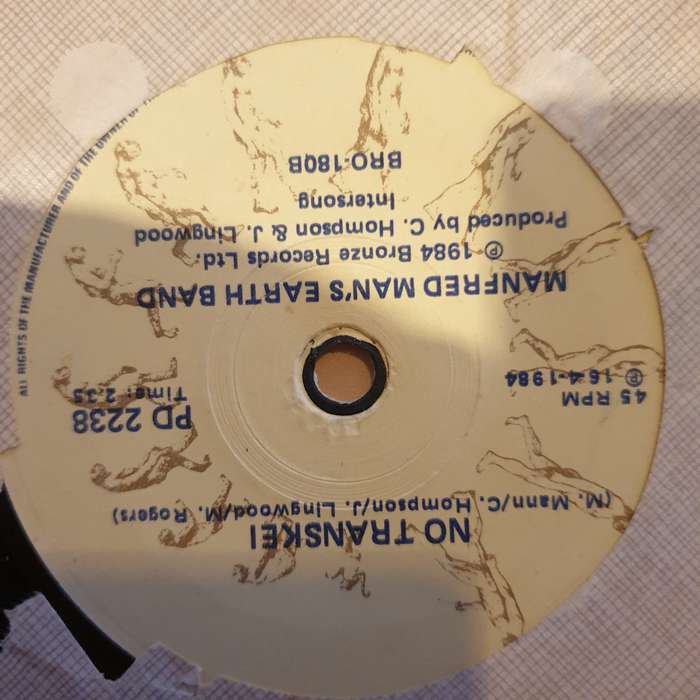 NO TRANSKEI
(M. Mann/C. Hompson/J. Lingwood/M. Rogers)
45 RPM
℗ 16-4-1984
PD 2238
Time: 2:35
MANFRED MAN'S EARTH BAND
℗ 1984 Bronze Records Ltd.
Produced by C. Hompson & J. Lingwood
Intersong
BRO-18QB
ALL RIGHTS OF THE MANUFACTURER AND OF THE OWNER OF